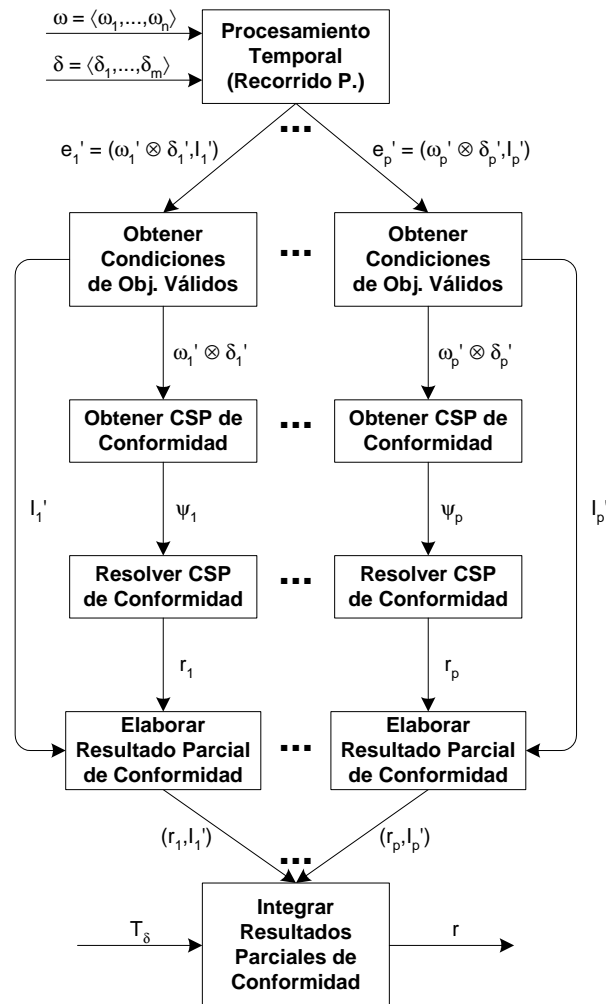 ω = ⟨ω₁,...,ωₙ⟩
δ = ⟨δ₁,...,δₘ⟩
Procesamiento
Temporal
(Recorrido P.)
...
e₁' = (ω₁' ⊗ δ₁',I₁')
eₚ' = (ωₚ' ⊗ δₚ',Iₚ')
Obtener
Condiciones
de Obj. Válidos
...
Obtener
Condiciones
de Obj. Válidos
ω₁' ⊗ δ₁'
ωₚ' ⊗ δₚ'
Obtener CSP de
Conformidad
...
Obtener CSP de
Conformidad
I₁'
ψ₁
ψₚ
Iₚ'
Resolver CSP
de Conformidad
...
Resolver CSP
de Conformidad
r₁
rₚ
Elaborar
Resultado Parcial
de Conformidad
...
Elaborar
Resultado Parcial
de Conformidad
(r₁,I₁')
(rₚ,Iₚ')
...
T_δ
Integrar
Resultados
Parciales de
Conformidad
r